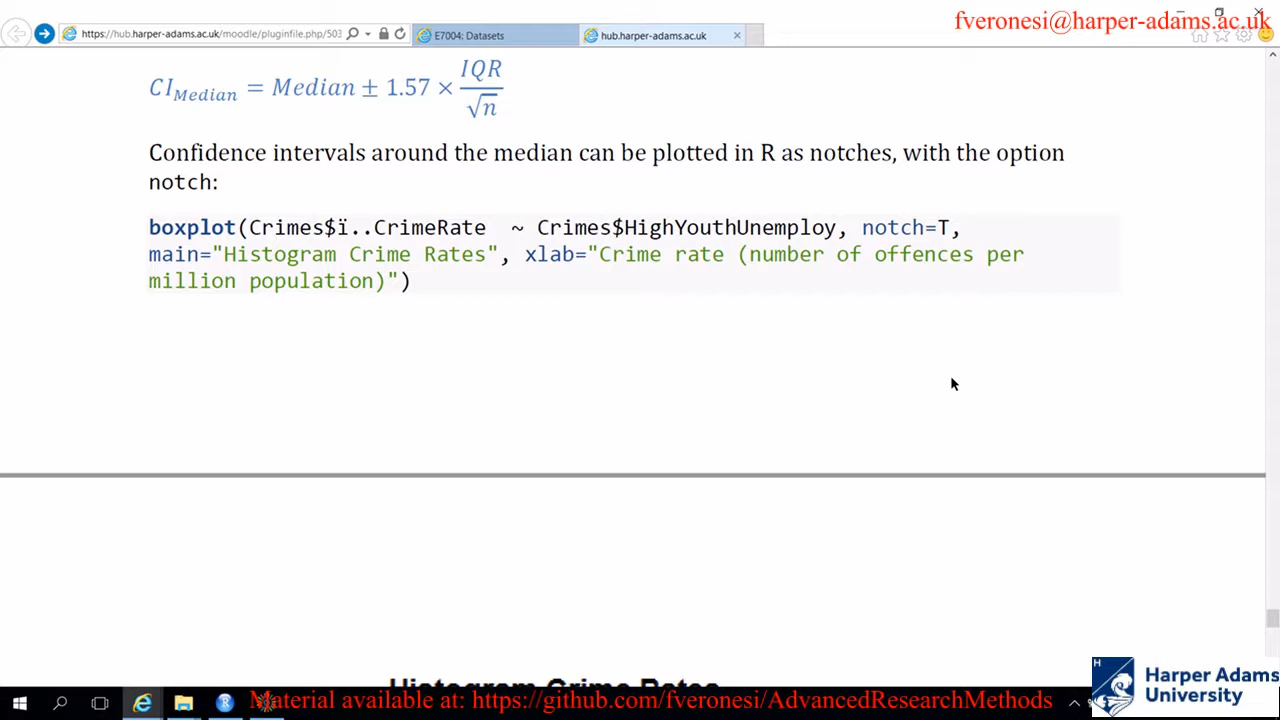 fveronesi@harper-adams.ac.uk
https://hub.harper-adams.ac.uk/moodle/pluginfile.php/503
E7004: Datasets
hub.harper-adams.ac.uk
CI_Median = Median ± 1.57 × IQR/√n
Confidence intervals around the median can be plotted in R as notches, with the option
notch:
boxplot(Crimes$ï..CrimeRate ~ Crimes$HighYouthUnemploy, notch=T,
main="Histogram Crime Rates", xlab="Crime rate (number of offences per
million population)")
Histogram Crime Rates
Material available at: https://github.com/fveronesi/AdvancedResearchMethods
H
Harper Adams
University